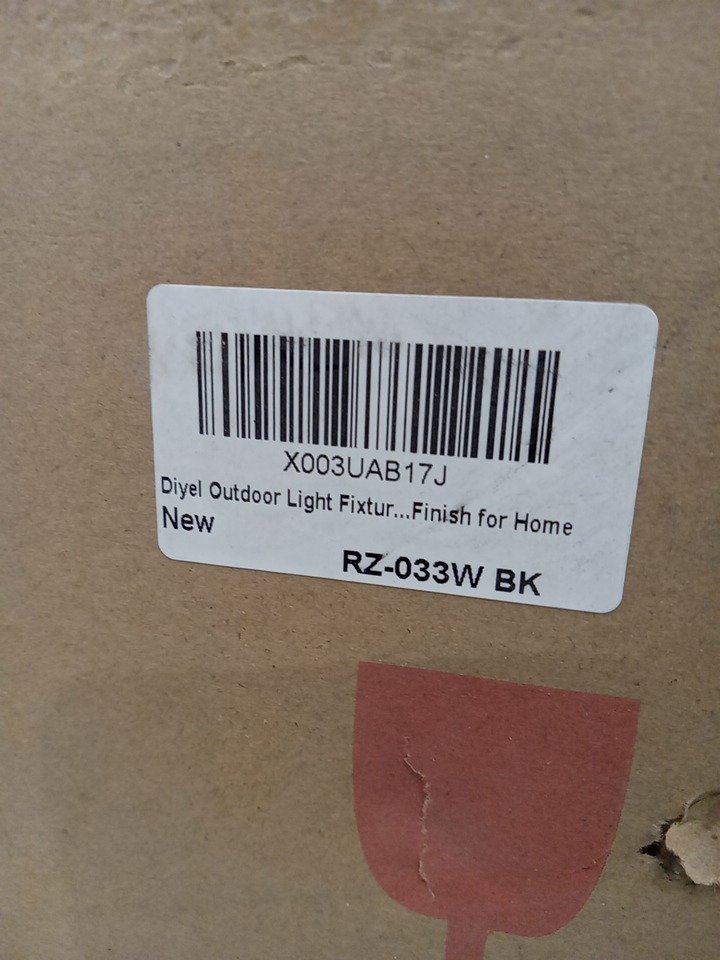 X003UAB17J
Diyel Outdoor Light Fixtur...Finish for Home
New
RZ-033W BK